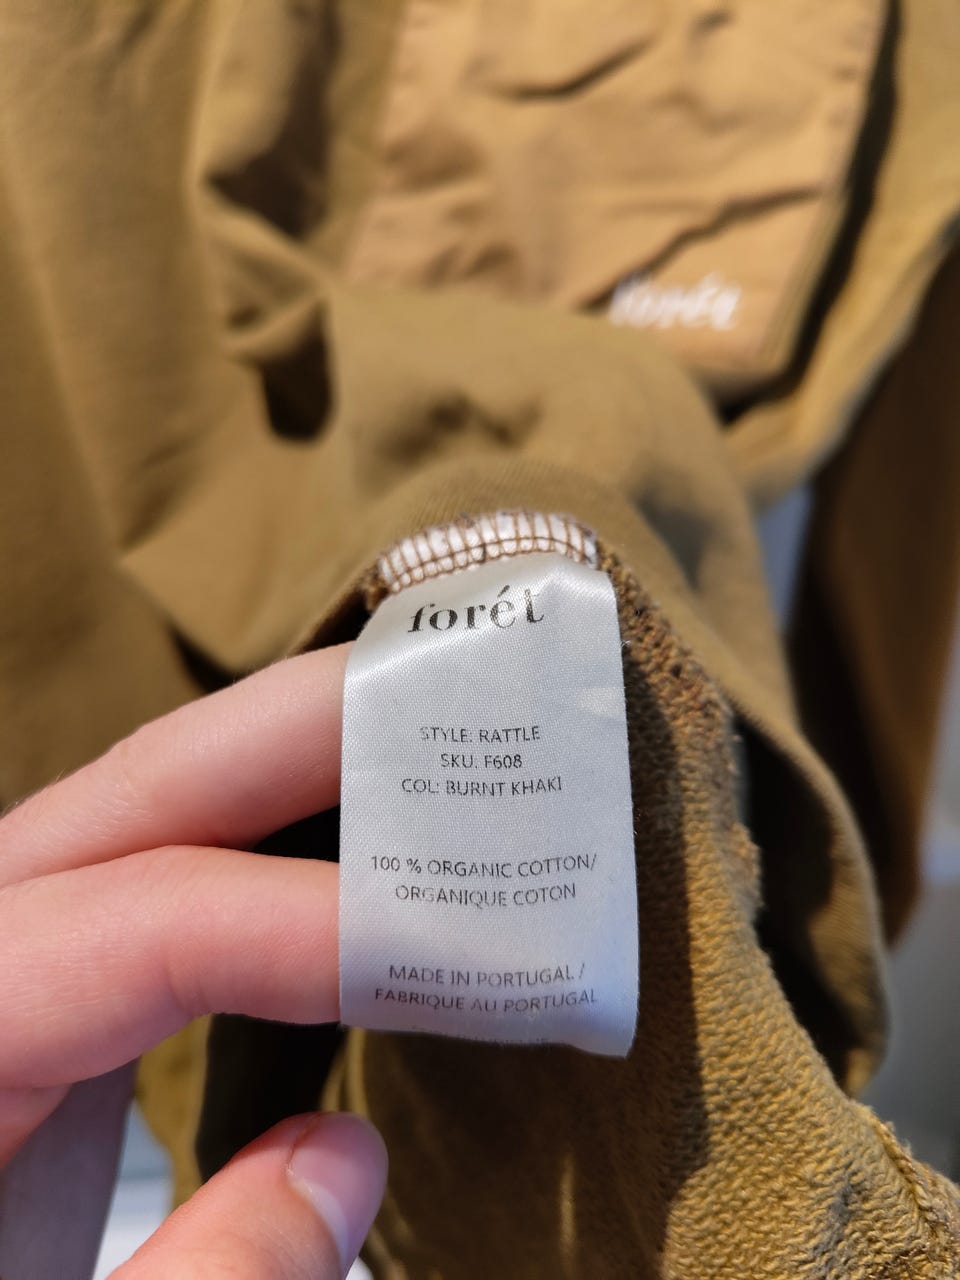 forét
forét
STYLE: RATTLE
SKU. F608
COL: BURNT KHAKI
100 % ORGANIC COTTON/
ORGANIQUE COTON
MADE IN PORTUGAL /
FABRIQUE AU PORTUGAL